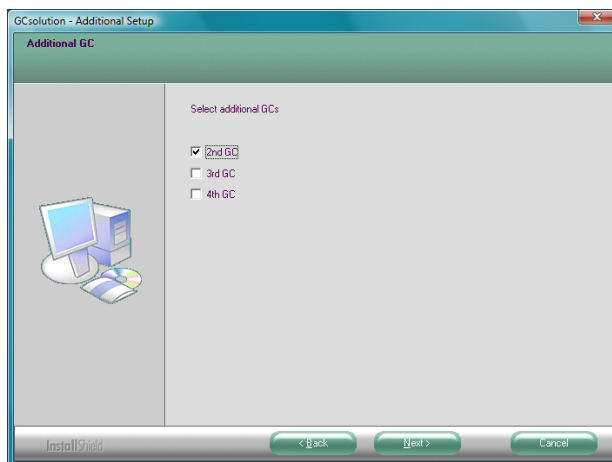 GCsolution - Additional Setup
Additional GC
Select additional GCs
2nd GC
3rd GC
4th GC
InstallShield
< Back
Next >
Cancel